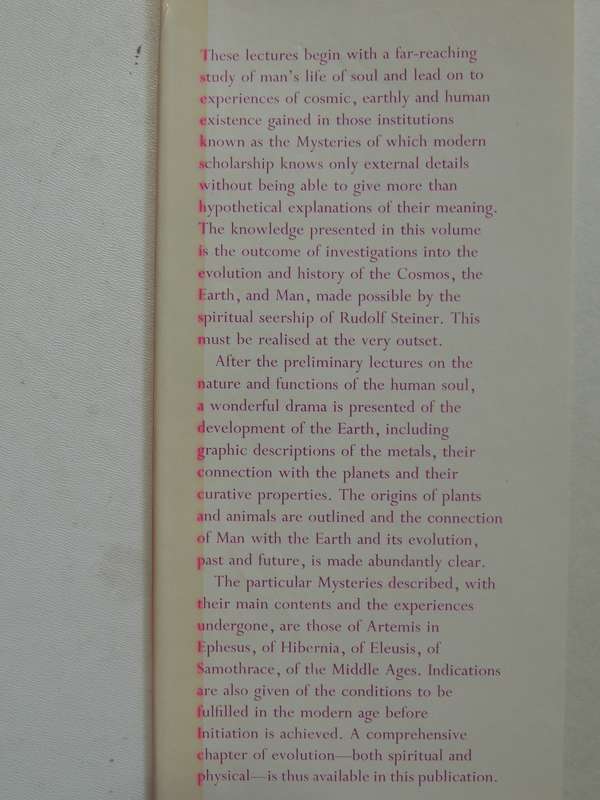 These lectures begin with a far-reaching
study of man's life of soul and lead on to
experiences of cosmic, earthly and human
existence gained in those institutions
known as the Mysteries of which modern
scholarship knows only external details
without being able to give more than
hypothetical explanations of their meaning.
The knowledge presented in this volume
is the outcome of investigations into the
evolution and history of the Cosmos, the
Earth, and Man, made possible by the
spiritual seership of Rudolf Steiner. This
must be realised at the very outset.
After the preliminary lectures on the
nature and functions of the human soul,
a wonderful drama is presented of the
development of the Earth, including
graphic descriptions of the metals, their
connection with the planets and their
curative properties. The origins of plants
and animals are outlined and the connection
of Man with the Earth and its evolution,
past and future, is made abundantly clear.
The particular Mysteries described, with
their main contents and the experiences
undergone, are those of Artemis in
Ephesus, of Hibernia, of Eleusis, of
Samothrace, of the Middle Ages. Indications
are also given of the conditions to be
fulfilled in the modern age before
Initiation is achieved. A comprehensive
chapter of evolution—both spiritual and
physical—is thus available in this publication.